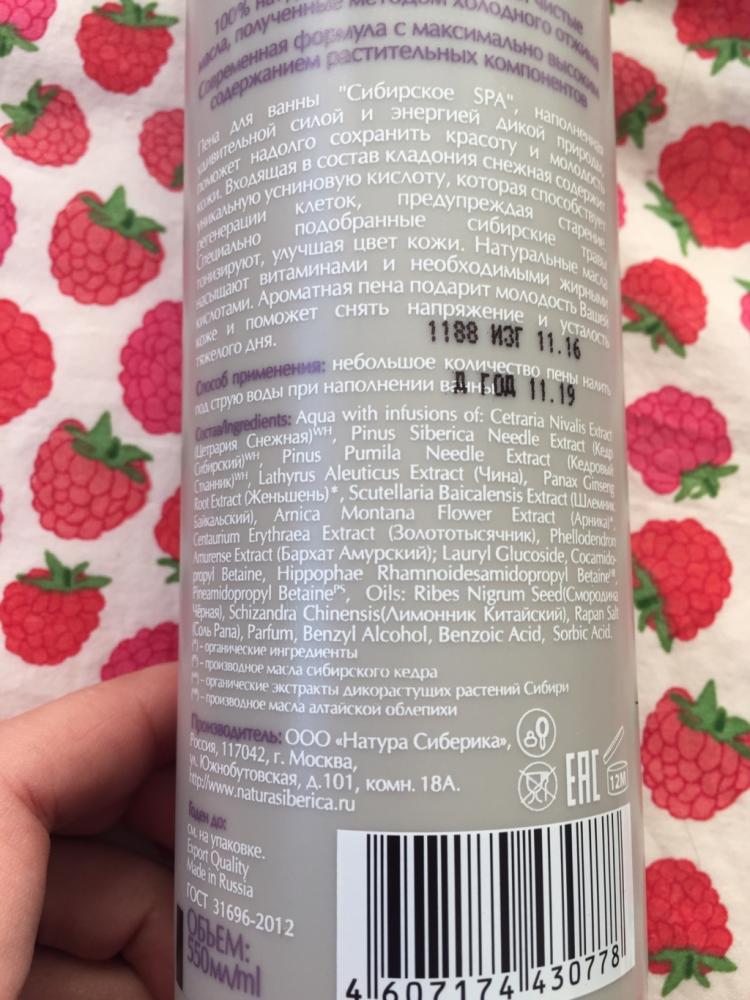 100%
масла, полученные методом холодного отжима
Современная формула с максимально высоким
содержанием растительных компонентов
Пена для ванны "Сибирское SPA", наполненная
удивительной силой и энергией дикой природы,
поможет надолго сохранить красоту и молодость
кожи. Входящая в состав кладония снежная содержит
уникальную усниновую кислоту, которая способствует
регенерации клеток, предупреждая старение.
Специально подобранные сибирские травы
тонизируют, улучшая цвет кожи. Натуральные масла
насыщают витаминами и необходимыми жирными
кислотами. Ароматная пена подарит молодость Вашей
коже и поможет снять напряжение и усталость
тяжелого дня.
1188 ИЗГ 11.16
Способ применения: небольшое количество пены налить
под струю воды при наполнении ванны.
Д ГОД 11.19
Состав/Ingredients: Aqua with infusions of: Cetraria Nivalis Extract
(Цетрария Снежная)WH, Pinus Siberica Needle Extract (Кедр
Сибирский)WH, Pinus Pumila Needle Extract (Кедровый
Стланник)WH, Lathyrus Aleuticus Extract (Чина), Panax Ginseng
Root Extract (Женьшень)*, Scutellaria Baicalensis Extract (Шлемник
Байкальский), Arnica Montana Flower Extract (Арника)*,
Centaurium Erythraea Extract (Золототысячник), Phellodendron
Amurense Extract (Бархат Амурский); Lauryl Glucoside, Cocamido-
propyl Betaine, Hippophae Rhamnoidesamidopropyl Betaine
Pineamidopropyl BetainePS, Oils: Ribes Nigrum Seed(Смородина
Чёрная), Schizandra Chinensis(Лимонник Китайский), Rapan Salt
(Соль Рапа), Parfum, Benzyl Alcohol, Benzoic Acid, Sorbic Acid.
(*) – органические ингредиенты
– производное масла сибирского кедра
– органические экстракты дикорастущих растений Сибири
– производное масла алтайской облепихи
Производитель: ООО «Натура Сиберика»,
Россия, 117042, г. Москва,
ул. Южнобутовская, д.101, комн. 18А.
http://www.naturasiberica.ru
EAC
12M
Годен до:
см. на упаковке.
Export Quality
Made in Russia
ГОСТ 31696-2012
ОБЪЕМ:
550мл/ml
4 607174 430778